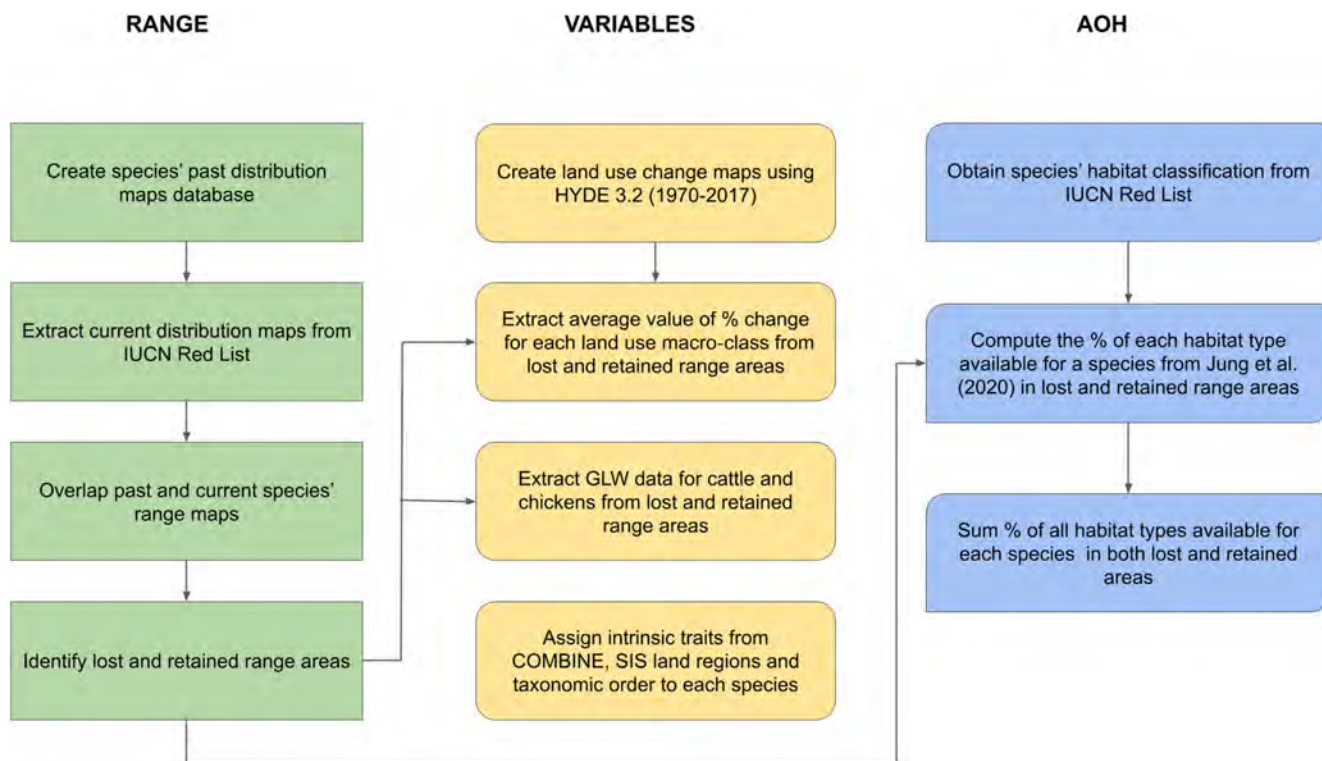 RANGE
Create species' past distribution
maps database
Extract current distribution maps from
IUCN Red List
Overlap past and current species'
range maps
Identify lost and retained range areas
VARIABLES
Create land use change maps using
HYDE 3.2 (1970-2017)
Extract average value of % change
for each land use macro-class from
lost and retained range areas
Extract GLW data for cattle and
chickens from lost and retained
range areas
Assign intrinsic traits from
COMBINE, SIS land regions and
taxonomic order to each species
AOH
Obtain species' habitat classification from
IUCN Red List
Compute the % of each habitat type
available for a species from Jung et al.
(2020) in lost and retained range areas
Sum % of all habitat types available for
each species in both lost and retained
areas